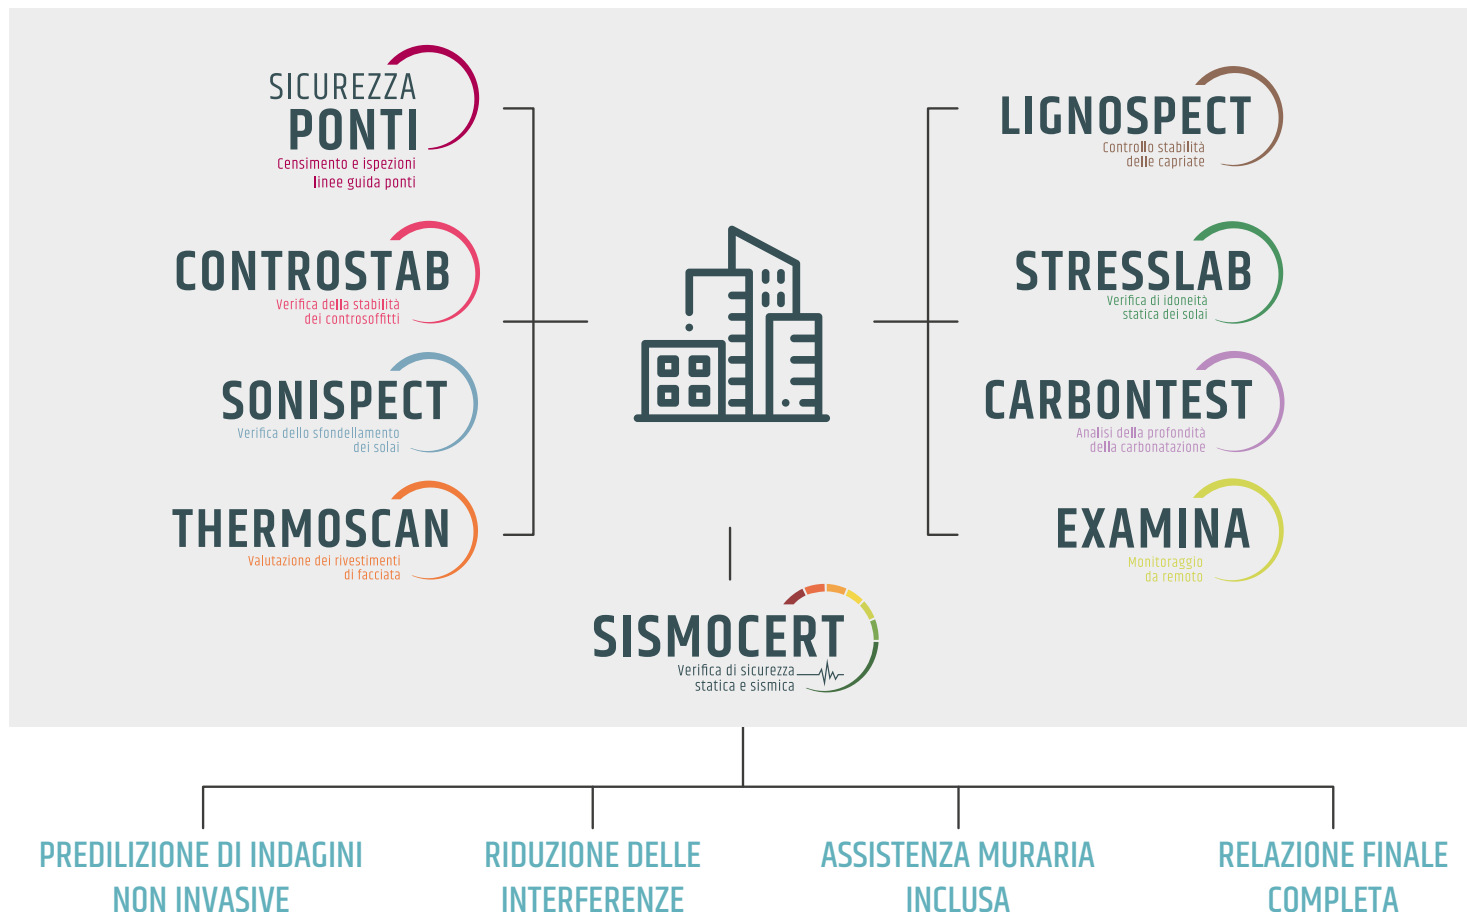 SICUREZZA
PONTI
Censimento e ispezioni
linee guida ponti
CONTROSTAB
Verifica della stabilità
dei controsoffitti
SONISPECT
Verifica dello sfondellamento
dei solai
THERMOSCAN
Valutazione dei rivestimenti
di facciata
LIGNOSPECT
Controllo stabilità
delle capriate
STRESSLAB
Verifica di idoneità
statica dei solai
CARBONTEST
Analisi della profondità
della carbonatazione
EXAMINA
Monitoraggio
da remoto
SISMOCERT
Verifica di sicurezza
statica e sismica
PREDILIZIONE DI INDAGINI
NON INVASIVE
RIDUZIONE DELLE
INTERFERENZE
ASSISTENZA MURARIA
INCLUSA
RELAZIONE FINALE
COMPLETA